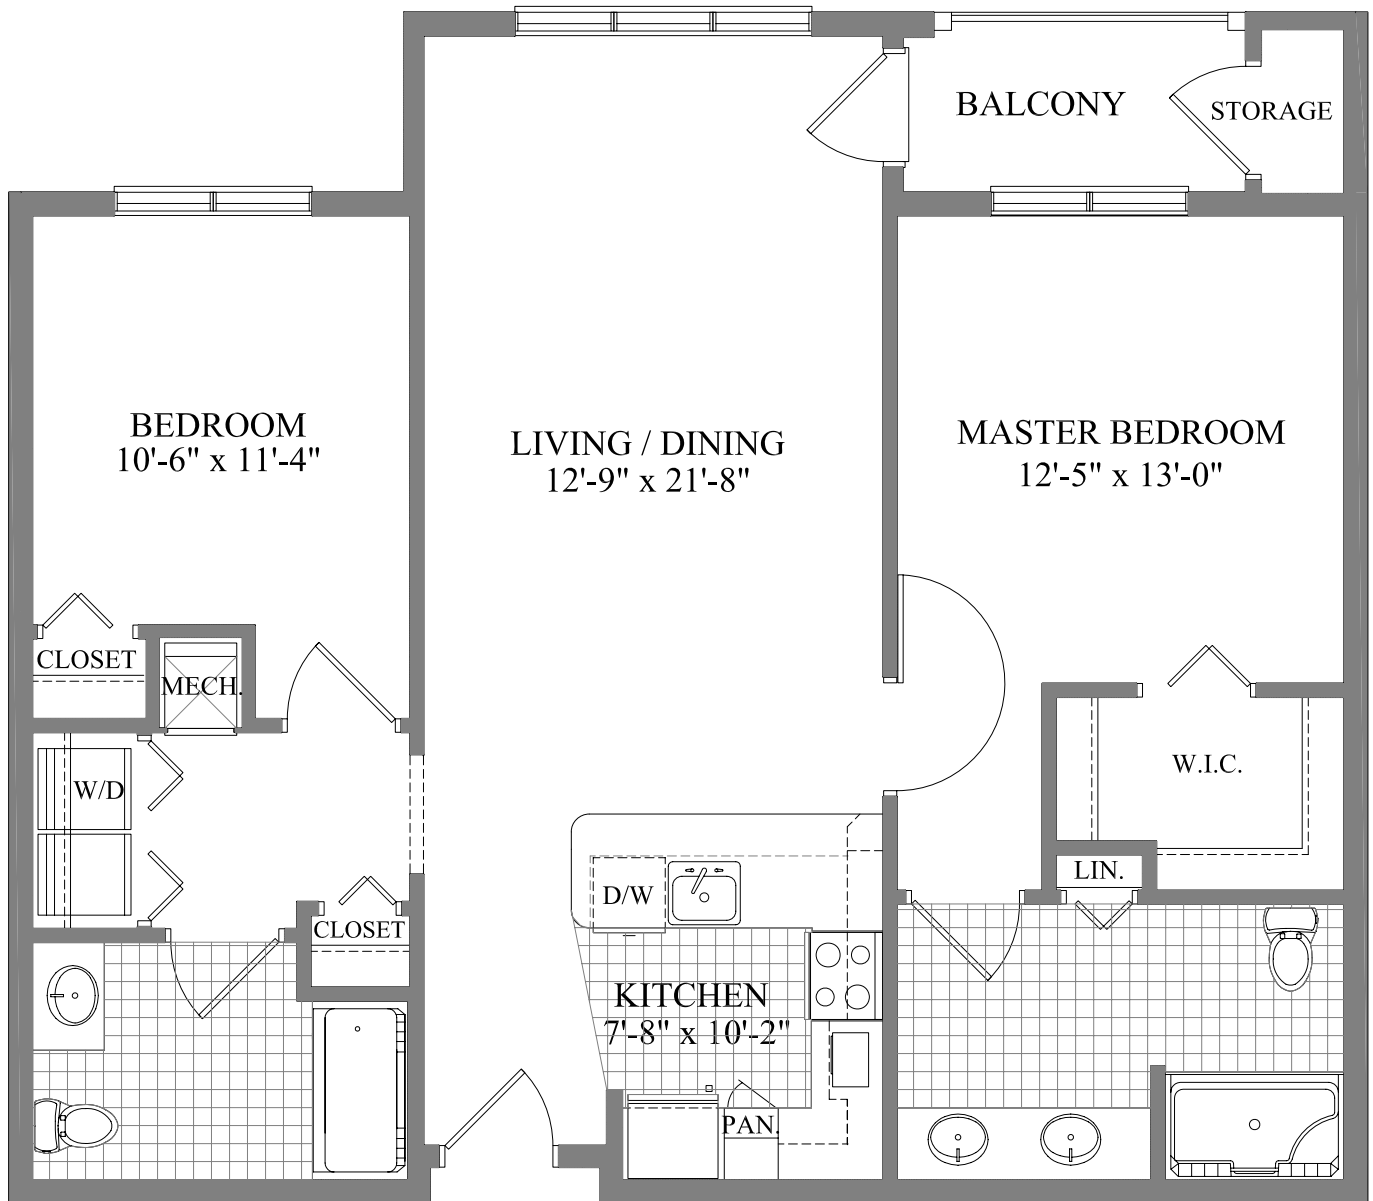 BALCONY
STORAGE
BEDROOM
10'-6" x 11'-4"
LIVING / DINING
12'-9" x 21'-8"
MASTER BEDROOM
12'-5" x 13'-0"
CLOSET
MECH.
W/D
W.I.C.
LIN.
D/W
CLOSET
KITCHEN
7'-8" x 10'-2"
PAN.